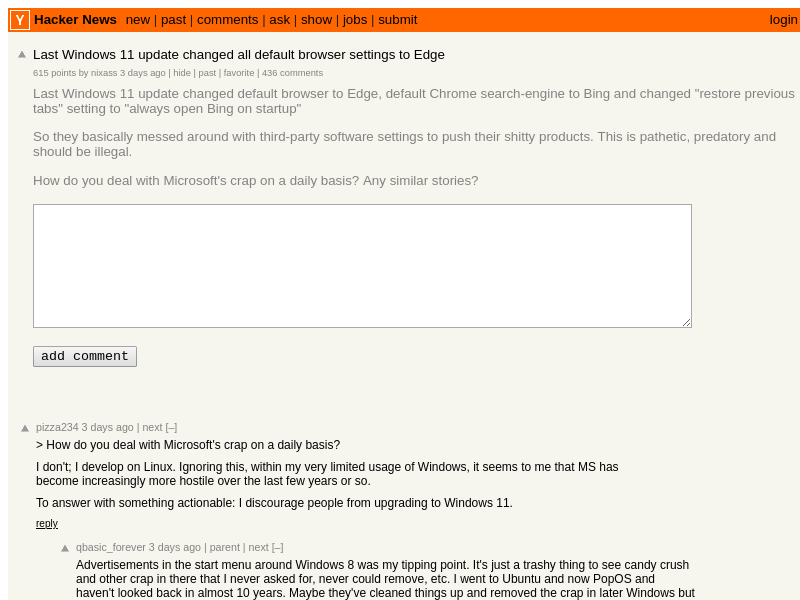 Y Hacker News new | past | comments | ask | show | jobs | submit login
Last Windows 11 update changed all default browser settings to Edge
615 points by nixass 3 days ago | hide | past | favorite | 436 comments
Last Windows 11 update changed default browser to Edge, default Chrome search-engine to Bing and changed "restore previous
tabs" setting to "always open Bing on startup"
So they basically messed around with third-party software settings to push their shitty products. This is pathetic, predatory and
should be illegal.
How do you deal with Microsoft's crap on a daily basis? Any similar stories?
add comment
pizza234 3 days ago | next [–]
> How do you deal with Microsoft's crap on a daily basis?
I don't; I develop on Linux. Ignoring this, within my very limited usage of Windows, it seems to me that MS has
become increasingly more hostile over the last few years or so.
To answer with something actionable: I discourage people from upgrading to Windows 11.
reply
qbasic_forever 3 days ago | parent | next [–]
Advertisements in the start menu around Windows 8 was my tipping point. It's just a trashy thing to see candy crush
and other crap in there that I never asked for, never could remove, etc. I went to Ubuntu and now PopOS and
haven't looked back in almost 10 years. Maybe they've cleaned things up and removed the crap in later Windows but